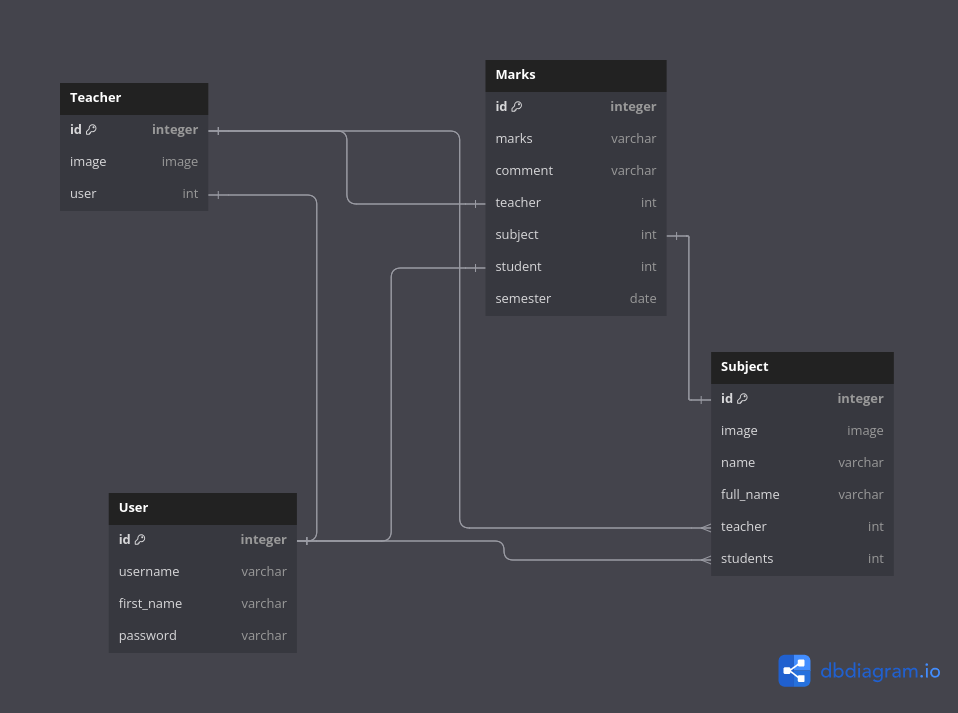 Teacher
id integer
image image
user int
Marks
id integer
marks varchar
comment varchar
teacher int
subject int
student int
semester date
Subject
id integer
image image
name varchar
full_name varchar
teacher int
students int
User
id integer
username varchar
first_name varchar
password varchar
dbdiagram.io